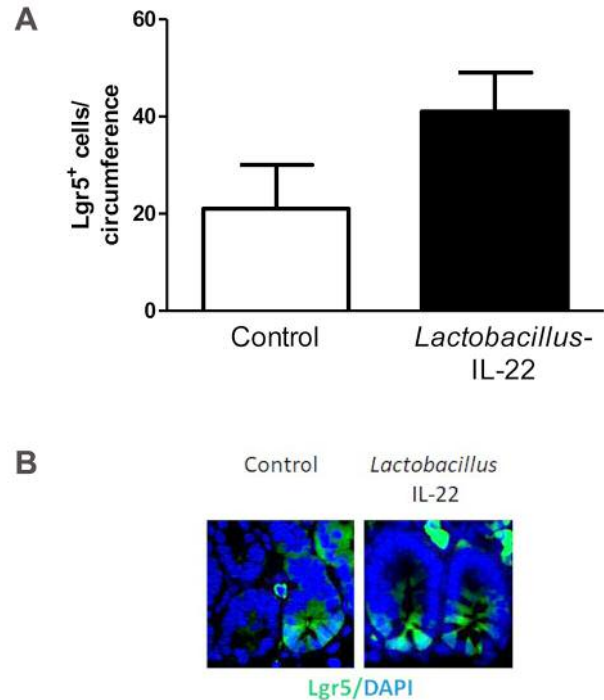 A
60
40
20
0
Lgr5⁺ cells/
circumference
Control
Lactobacillus-
IL-22
B
Control
Lactobacillus
IL-22
Lgr5/DAPI